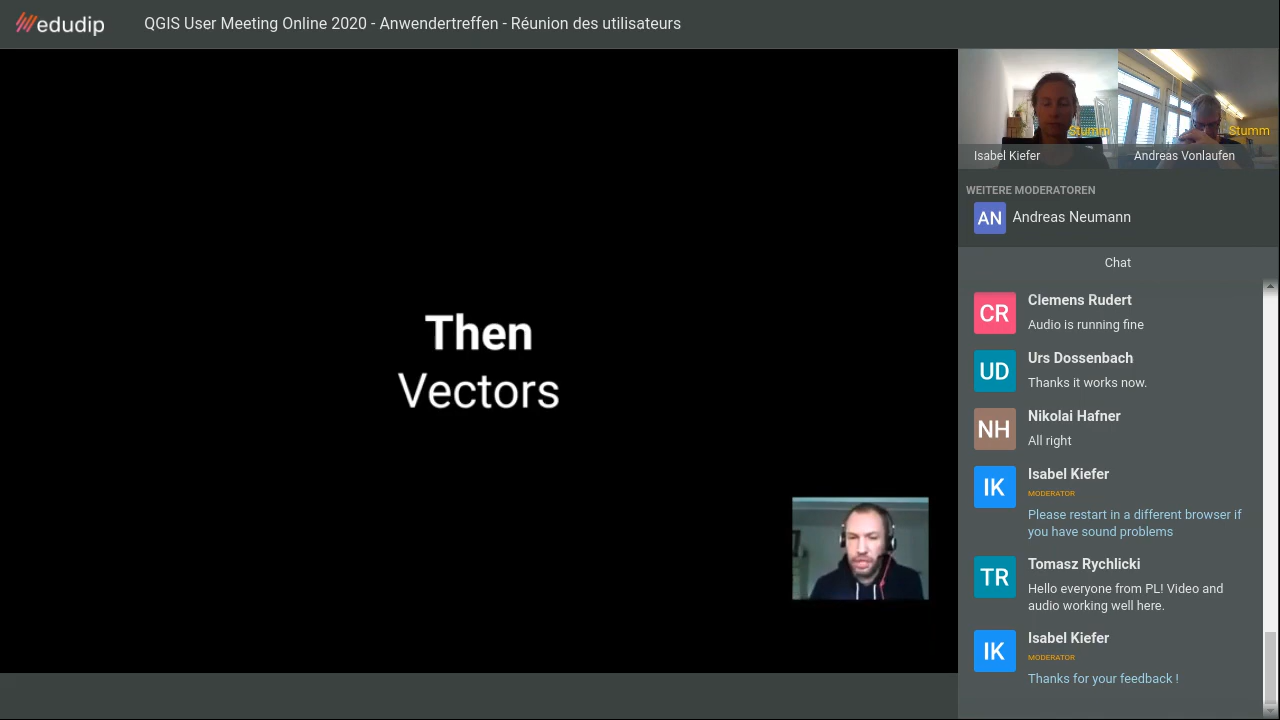 edudip
QGIS User Meeting Online 2020 - Anwendertreffen - Réunion des utilisateurs
Then
Vectors
Stumm
Stumm
Isabel Kiefer
Andreas Vonlaufen
WEITERE MODERATOREN
AN
Andreas Neumann
Chat
CR
Clemens Rudert
Audio is running fine
UD
Urs Dossenbach
Thanks it works now.
NH
Nikolai Hafner
All right
IK
Isabel Kiefer
MODERATOR
Please restart in a different browser if
you have sound problems
TR
Tomasz Rychlicki
Hello everyone from PL! Video and
audio working well here.
IK
Isabel Kiefer
MODERATOR
Thanks for your feedback !